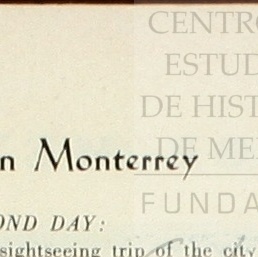 CENTRO
ESTUD
DE HIST
DE ME
n Monterrey
FUNDA
OND DAY:
sightseeing trip of the city